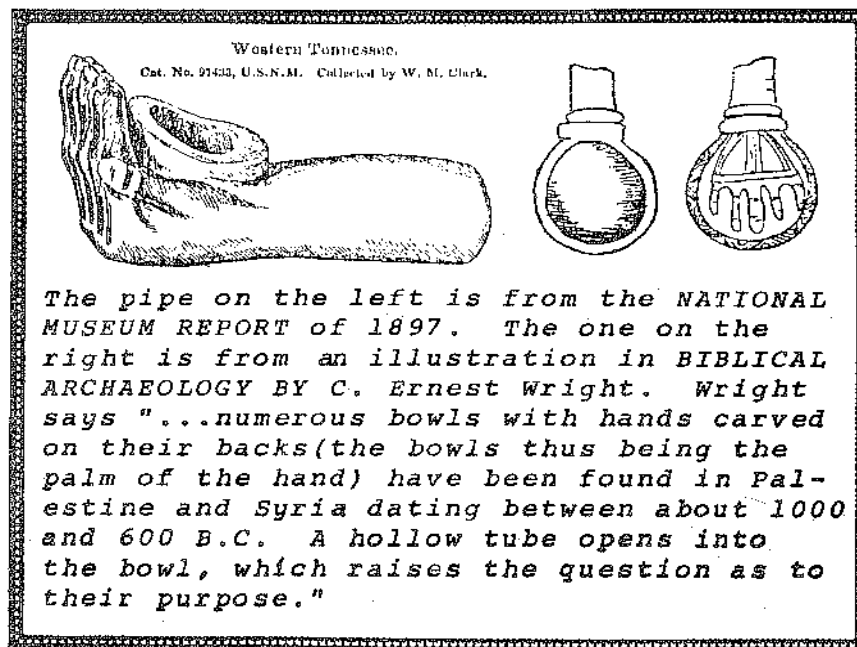 Western Tennessee.
Cat. No. 91433, U.S.N.M. Collected by W. M. Clark.
The pipe on the left is from the NATIONAL
MUSEUM REPORT of 1897. The one on the
right is from an illustration in BIBLICAL
ARCHAEOLOGY BY C. Ernest Wright. Wright
says "...numerous bowls with hands carved
on their backs(the bowls thus being the
palm of the hand) have been found in Pal-
estine and Syria dating between about 1000
and 600 B.C. A hollow tube opens into
the bowl, which raises the question as to
their purpose."